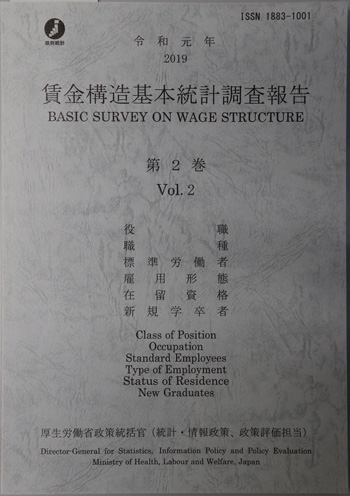 ISSN 1883-1001
令和元年
2019
賃金構造基本統計調査報告
BASIC SURVEY ON WAGE STRUCTURE
第2巻
Vol.2
役職
職種
標準労働者
雇用形態
在留資格
新規学卒者
Class of Position
Occupation
Standard Employees
Type of Employment
Status of Residence
New Graduates
厚生労働省政策統括官(統計・情報政策、政策評価担当)
Director-General for Statistics, Information Policy and Policy Evaluation
Ministry of Health, Labour and Welfare, Japan